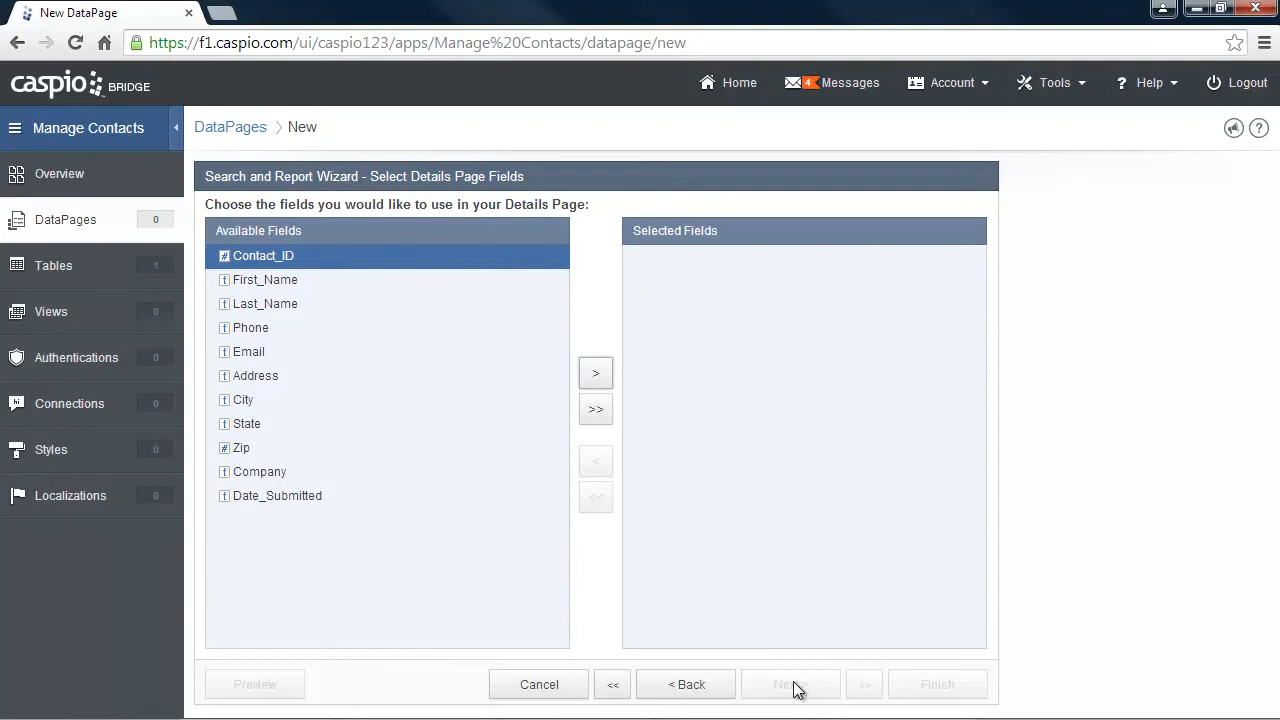 New DataPage
https://f1.caspio.com/ui/caspio123/apps/Manage%20Contacts/datapage/new
caspio BRIDGE
Home
4 Messages
Account
Tools
? Help
Logout
Manage Contacts
DataPages > New
?
Overview
DataPages 0
Tables 1
Views 0
Authentications 0
hi Connections 0
Styles 0
Localizations 0
Search and Report Wizard - Select Details Page Fields
Choose the fields you would like to use in your Details Page:
Available Fields
Selected Fields
# Contact_ID
t First_Name
t Last_Name
t Phone
t Email
t Address
t City
t State
# Zip
t Company
t Date_Submitted
>
>>
<
<<
Preview
Cancel
<<
< Back
>>
Finish